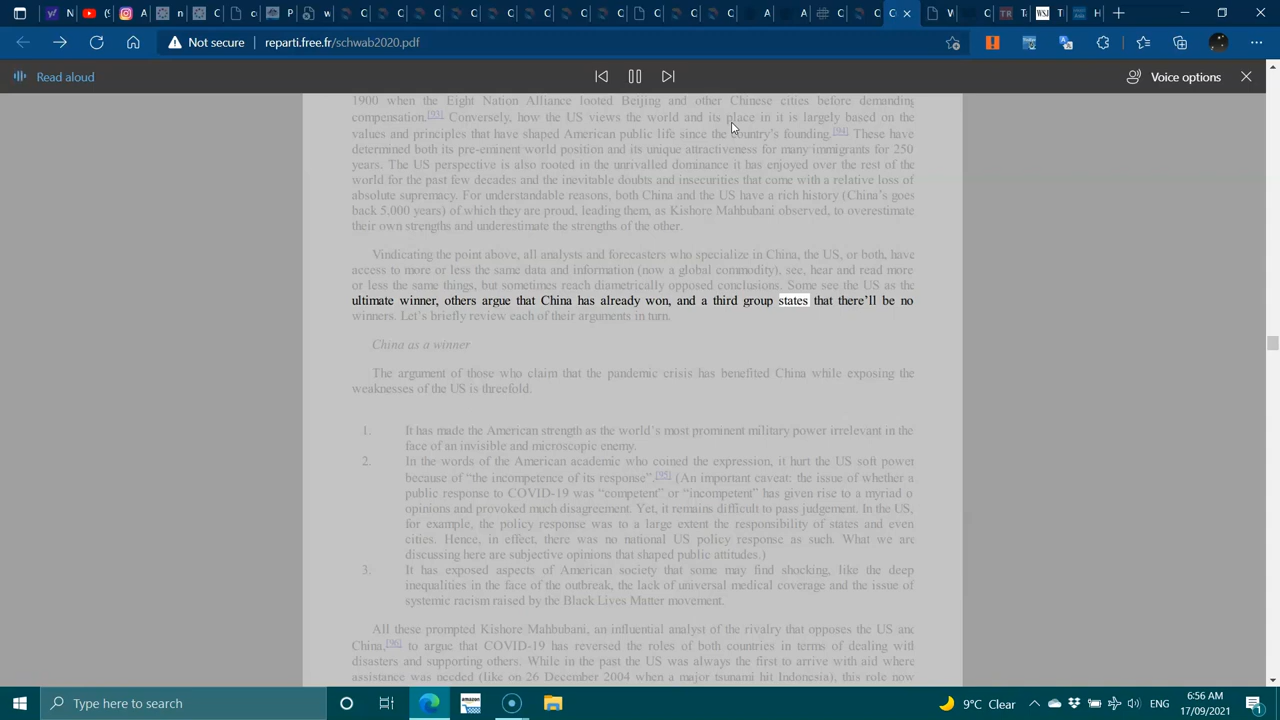 Not secure
reparti.free.fr/schwab2020.pdf
Read aloud
Voice options
1900 when the Eight Nation Alliance looted Beijing and other Chinese cities before demanding
compensation.[93] Conversely, how the US views the world and its place in it is largely based on the
values and principles that have shaped American public life since the country's founding.[94] These have
determined both its pre-eminent world position and its unique attractiveness for many immigrants for 250
years. The US perspective is also rooted in the unrivalled dominance it has enjoyed over the rest of the
world for the past few decades and the inevitable doubts and insecurities that come with a relative loss of
absolute supremacy. For understandable reasons, both China and the US have a rich history (China's goes
back 5,000 years) of which they are proud, leading them, as Kishore Mahbubani observed, to overestimate
their own strengths and underestimate the strengths of the other.
Vindicating the point above, all analysts and forecasters who specialize in China, the US, or both, have
access to more or less the same data and information (now a global commodity), see, hear and read more
or less the same things, but sometimes reach diametrically opposed conclusions. Some see the US as the
ultimate winner, others argue that China has already won, and a third group states that there'll be no
winners. Let's briefly review each of their arguments in turn.
China as a winner
The argument of those who claim that the pandemic crisis has benefited China while exposing the
weaknesses of the US is threefold.
1. It has made the American strength as the world's most prominent military power irrelevant in the
face of an invisible and microscopic enemy.
2. In the words of the American academic who coined the expression, it hurt the US soft power
because of "the incompetence of its response".[95] (An important caveat: the issue of whether a
public response to COVID-19 was "competent" or "incompetent" has given rise to a myriad o
opinions and provoked much disagreement. Yet, it remains difficult to pass judgement. In the US,
for example, the policy response was to a large extent the responsibility of states and even
cities. Hence, in effect, there was no national US policy response as such. What we are
discussing here are subjective opinions that shaped public attitudes.)
3. It has exposed aspects of American society that some may find shocking, like the deep
inequalities in the face of the outbreak, the lack of universal medical coverage and the issue of
systemic racism raised by the Black Lives Matter movement.
All these prompted Kishore Mahbubani, an influential analyst of the rivalry that opposes the US and
China,[96] to argue that COVID-19 has reversed the roles of both countries in terms of dealing with
disasters and supporting others. While in the past the US was always the first to arrive with aid where
assistance was needed (like on 26 December 2004 when a major tsunami hit Indonesia), this role now
Type here to search
9°C Clear
ENG
6:56 AM
17/09/2021